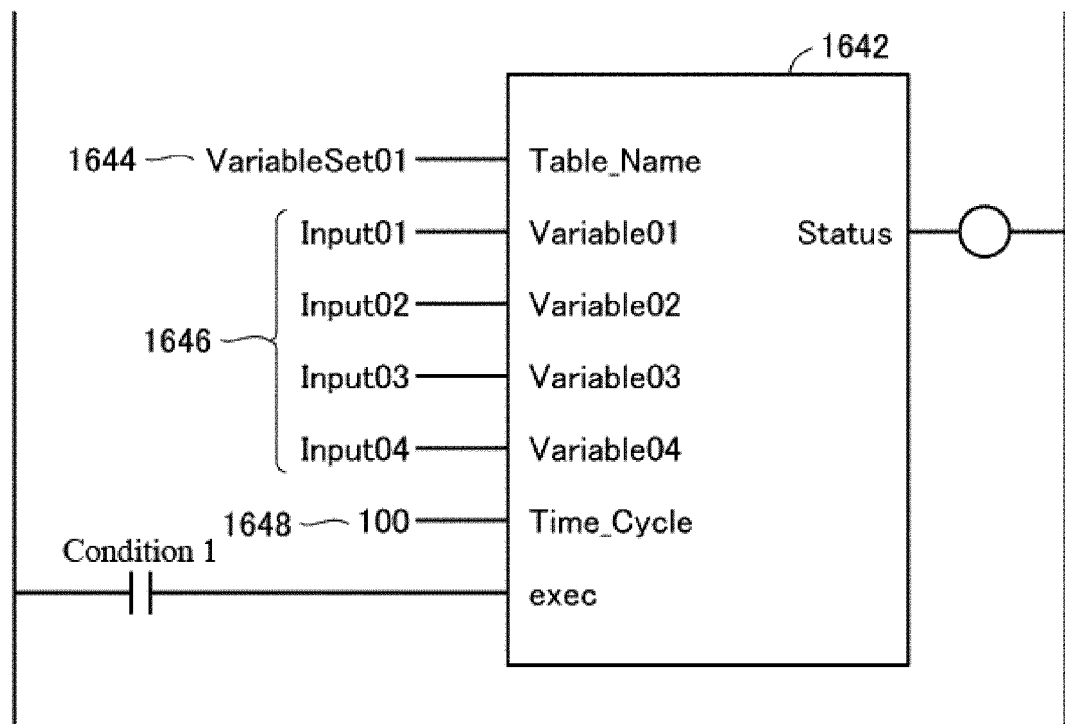 1642
1644 VariableSet01 Table_Name
Input01 Variable01 Status
Input02 Variable02
1646
Input03 Variable03
Input04 Variable04
1648 100 Time_Cycle
Condition 1
exec